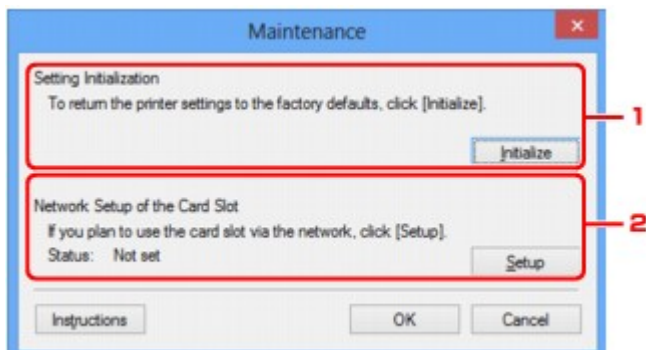 Maintenance
Setting Initialization
To return the printer settings to the factory defaults, click [Initialize].
1
Initialize
Network Setup of the Card Slot
If you plan to use the card slot via the network, click [Setup].
2
Status: Not set
Setup
Instructions OK Cancel